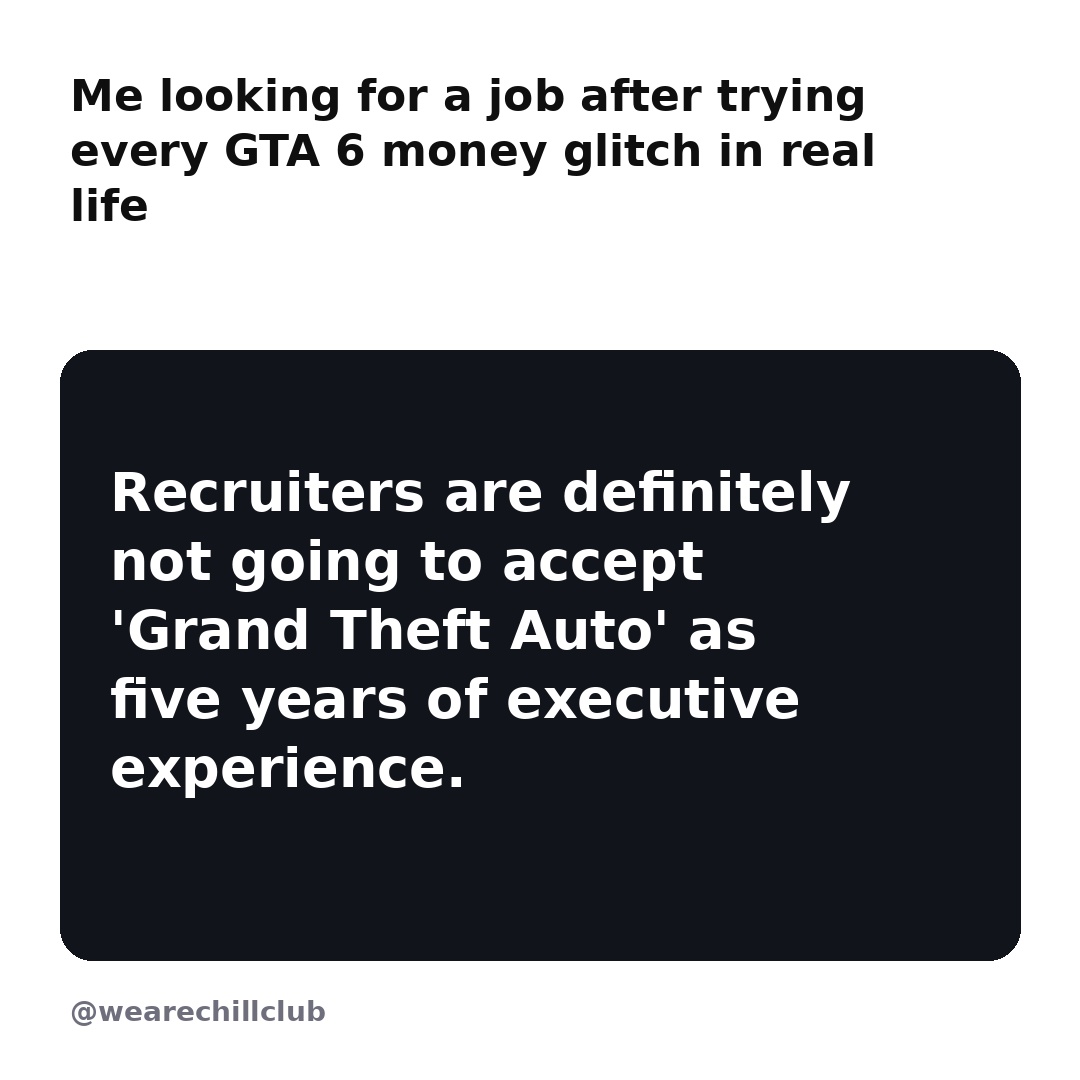 Me looking for a job after trying
every GTA 6 money glitch in real
life
Recruiters are definitely
not going to accept
'Grand Theft Auto' as
five years of executive
experience.
@wearechillclub